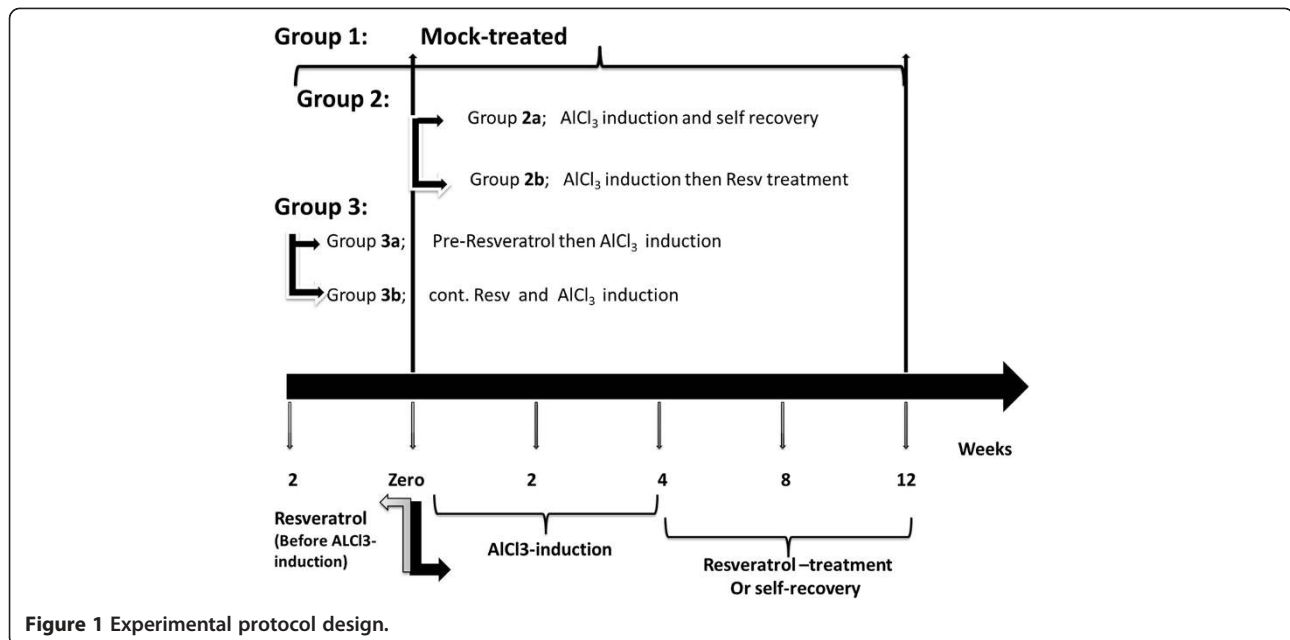 Group 1: Mock-treated
Group 2:
Group 2a; AlCl3 induction and self recovery
Group 2b; AlCl3 induction then Resv treatment
Group 3:
Group 3a; Pre-Resveratrol then AlCl3 induction
Group 3b; cont. Resv and AlCl3 induction
Weeks
2 Zero 2 4 8 12
Resveratrol
(Before ALCl3-
induction)
AlCl3-induction
Resveratrol –treatment
Or self-recovery
Figure 1 Experimental protocol design.